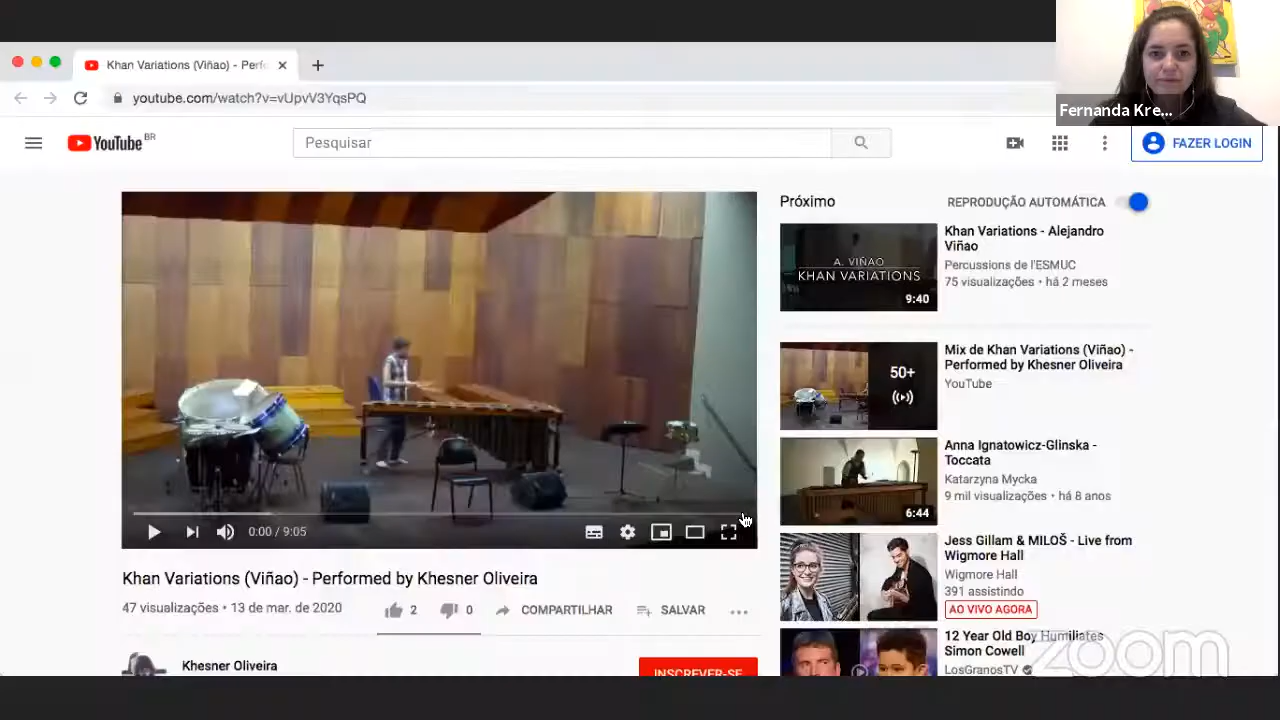 Khan Variations (Viñao) - Perfo
youtube.com/watch?v=vUpvV3YqsPQ
Fernanda Kre...
YouTube BR
Pesquisar
FAZER LOGIN
0:00 / 9:05
Khan Variations (Viñao) - Performed by Khesner Oliveira
47 visualizações • 13 de mar. de 2020
2
0
COMPARTILHAR
SALVAR
Khesner Oliveira
INSCREVER-SE
Próximo
REPRODUÇÃO AUTOMÁTICA
A. VIÑAO
KHAN VARIATIONS
9:40
Khan Variations - Alejandro
Viñao
Percussions de l'ESMUC
75 visualizações • há 2 meses
50+
Mix de Khan Variations (Viñao) -
Performed by Khesner Oliveira
YouTube
6:44
Anna Ignatowicz-Glinska -
Toccata
Katarzyna Mycka
9 mil visualizações • há 8 anos
Jess Gillam & MILOŠ - Live from
Wigmore Hall
Wigmore Hall
391 assistindo
AO VIVO AGORA
12 Year Old Boy Humiliates
Simon Cowell
LosGranosTV
zoom